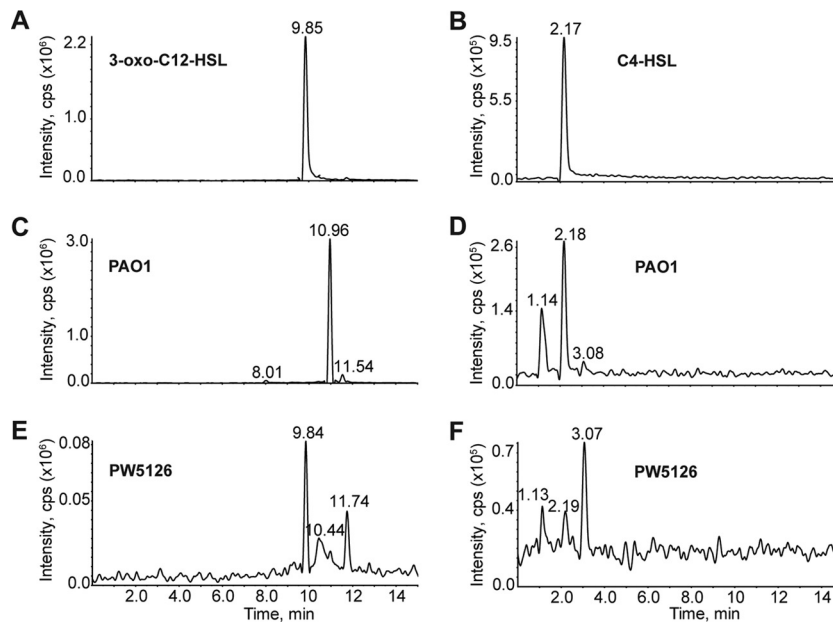 A
Intensity, cps (x10⁶)
2.2
1.0
0.0
3-oxo-C12-HSL
9.85
B
Intensity, cps (x10⁵)
9.5
5.5
0.0
C4-HSL
2.17
C
Intensity, cps (x10⁶)
3.0
1.0
0.0
PAO1
10.96
8.01
11.54
D
Intensity, cps (x10⁵)
2.6
1.4
0.0
PAO1
1.14
2.18
3.08
E
Intensity, cps (x10⁶)
0.08
0.05
0.0
PW5126
9.84
10.44
11.74
2.0 4.0 6.0 8.0 10 12 14
Time, min
F
Intensity, cps (x10⁵)
0.7
0.4
0.0
PW5126
1.13
2.19
3.07
2.0 4.0 6.0 8.0 10 12 14
Time, min